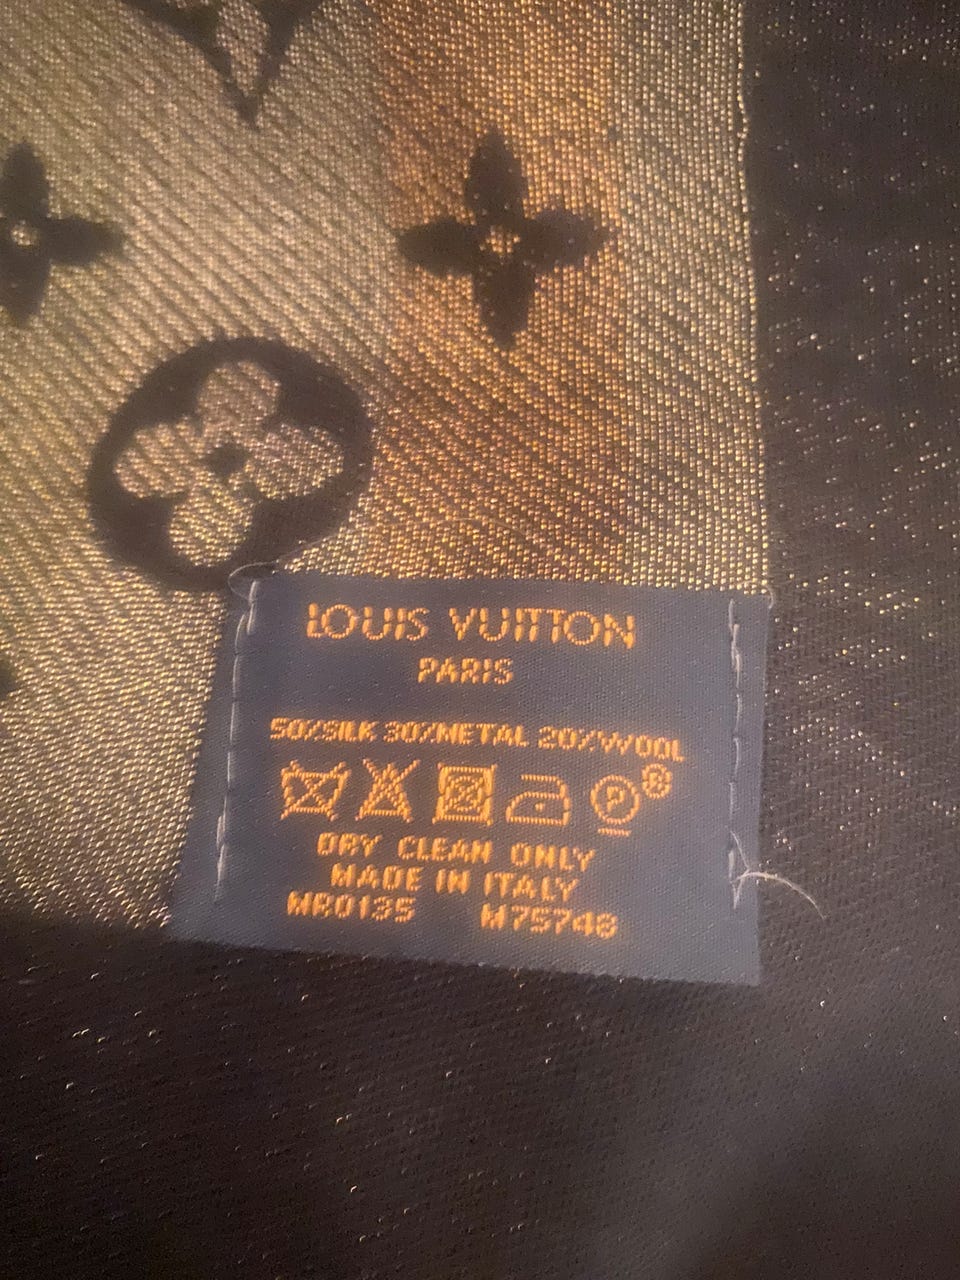 LOUIS VUITTON
PARIS
50%SILK 30%METAL 20%WOOL
P R
DRY CLEAN ONLY
MADE IN ITALY
MR0135 M75748